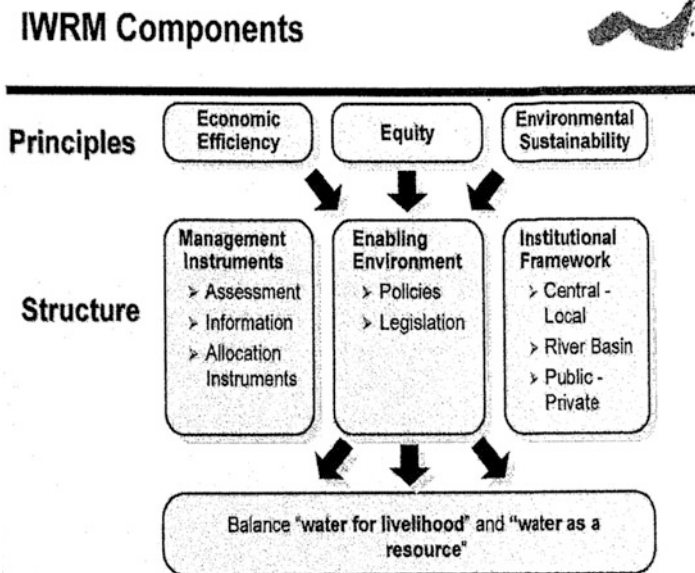 IWRM Components
Principles
Economic
Efficiency
Equity
Environmental
Sustainability
Structure
Management
Instruments
➢ Assessment
➢ Information
➢ Allocation
Instruments
Enabling
Environment
➢ Policies
➢ Legislation
Institutional
Framework
➢ Central -
Local
➢ River Basin
➢ Public -
Private
Balance "water for livelihood" and "water as a
resource"